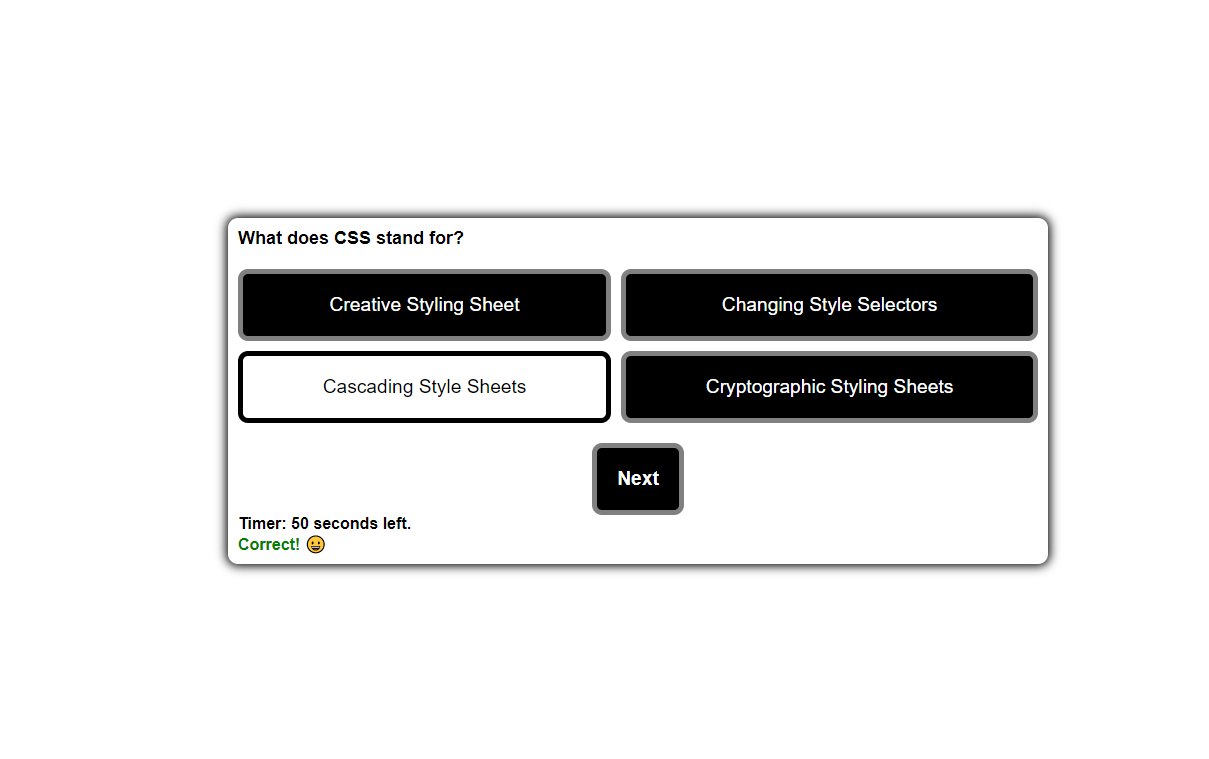 What does CSS stand for?
Creative Styling Sheet
Changing Style Selectors
Cascading Style Sheets
Cryptographic Styling Sheets
Next
Timer: 50 seconds left.
Correct! 😀